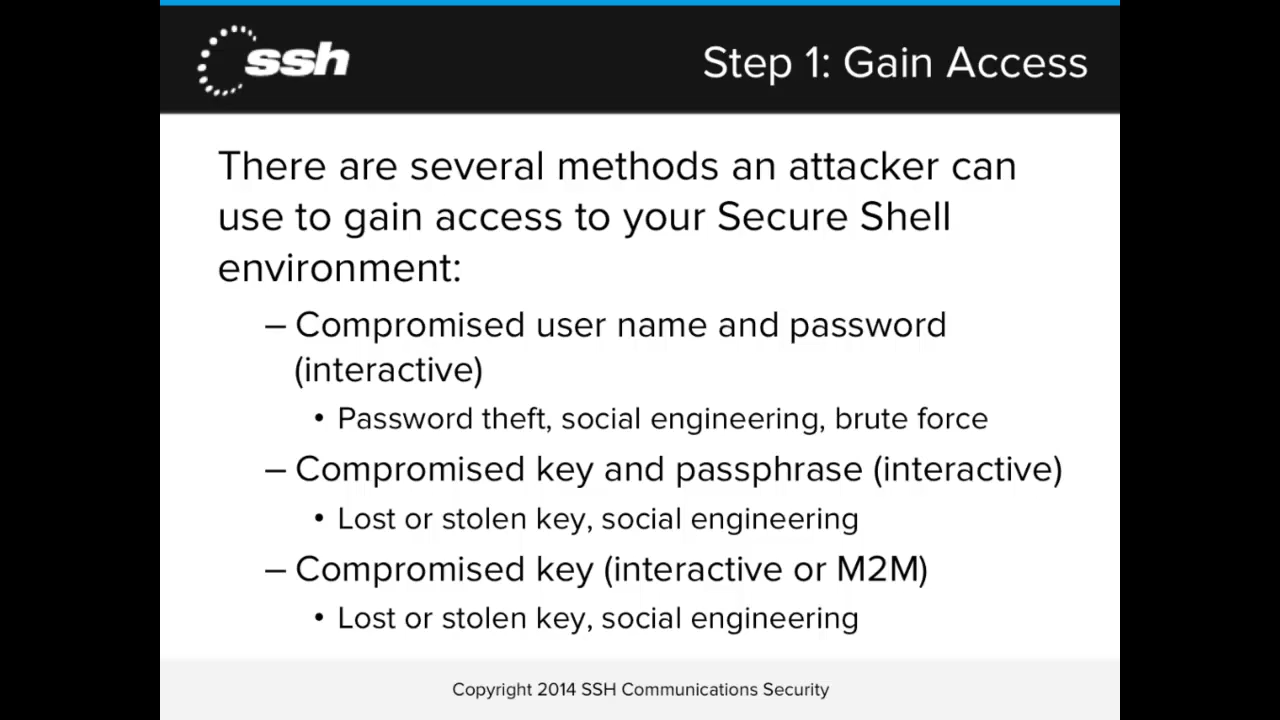 ssh
Step 1: Gain Access
There are several methods an attacker can
use to gain access to your Secure Shell
environment:
– Compromised user name and password
(interactive)
• Password theft, social engineering, brute force
– Compromised key and passphrase (interactive)
• Lost or stolen key, social engineering
– Compromised key (interactive or M2M)
• Lost or stolen key, social engineering
Copyright 2014 SSH Communications Security